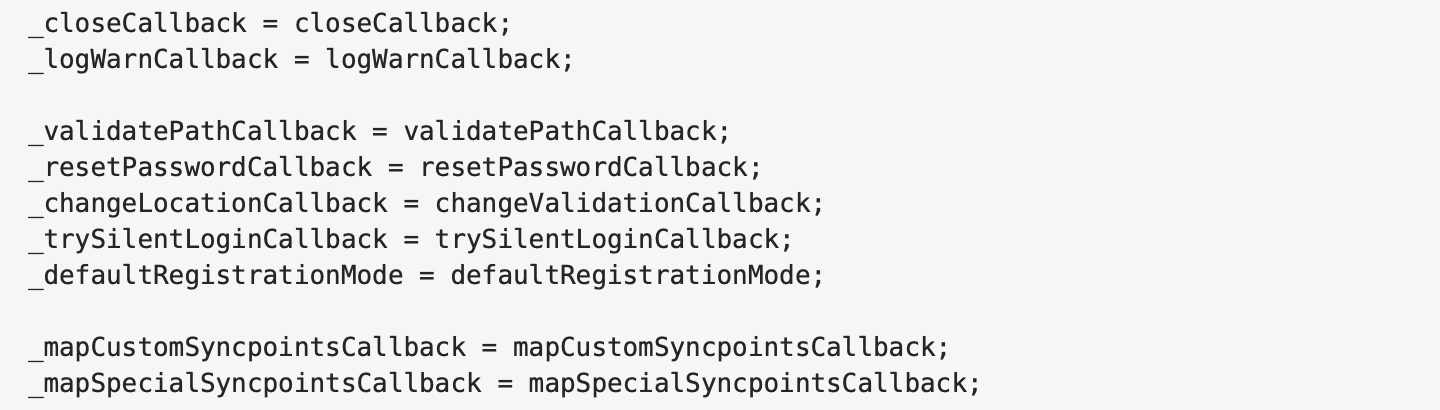 _closeCallback = closeCallback;
_logWarnCallback = logWarnCallback;
_validatePathCallback = validatePathCallback;
_resetPasswordCallback = resetPasswordCallback;
_changeLocationCallback = changeValidationCallback;
_trySilentLoginCallback = trySilentLoginCallback;
_defaultRegistrationMode = defaultRegistrationMode;
_mapCustomSyncpointsCallback = mapCustomSyncpointsCallback;
_mapSpecialSyncpointsCallback = mapSpecialSyncpointsCallback;